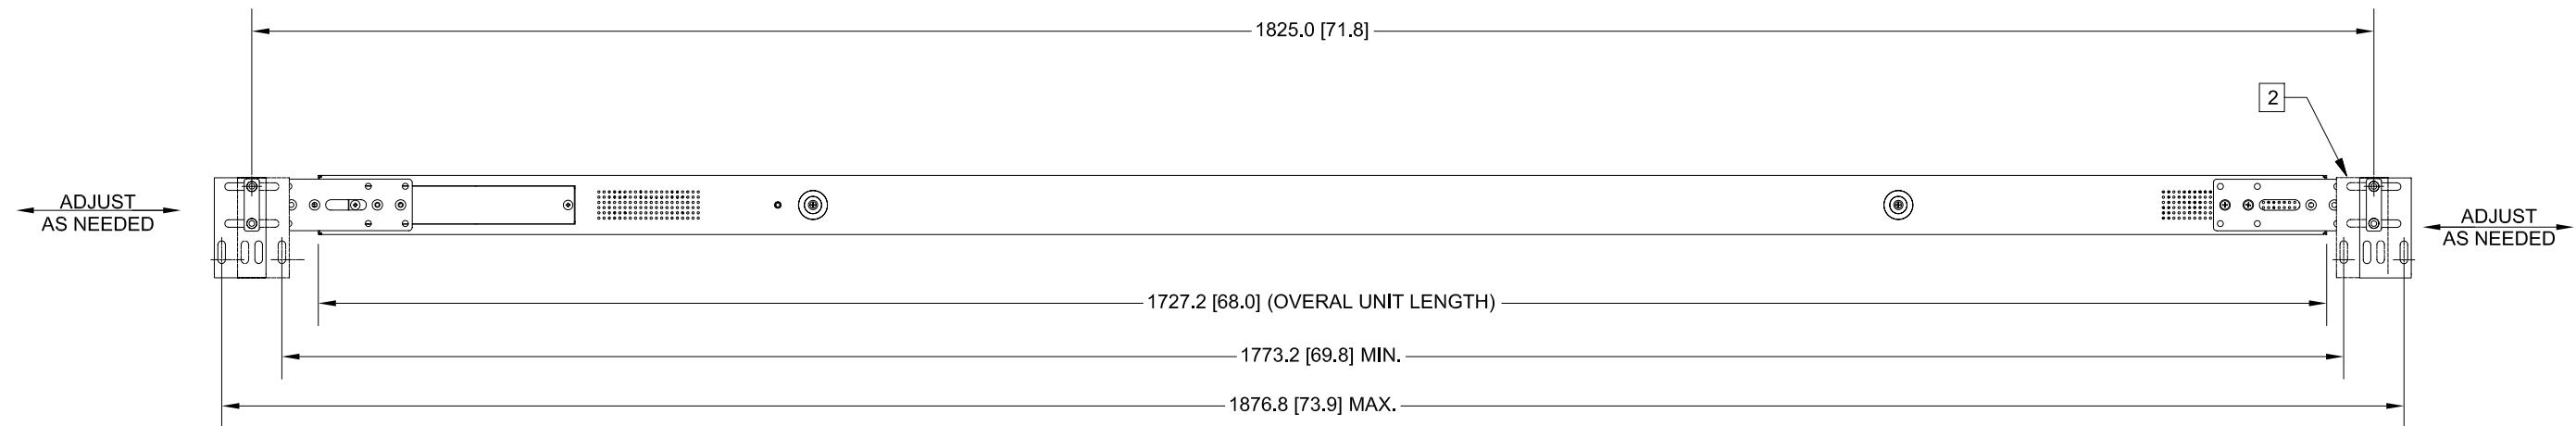 1825.0 [71.8]
2
ADJUST
AS NEEDED
ADJUST
AS NEEDED
1727.2 [68.0] (OVERAL UNIT LENGTH)
1773.2 [69.8] MIN.
1876.8 [73.9] MAX.